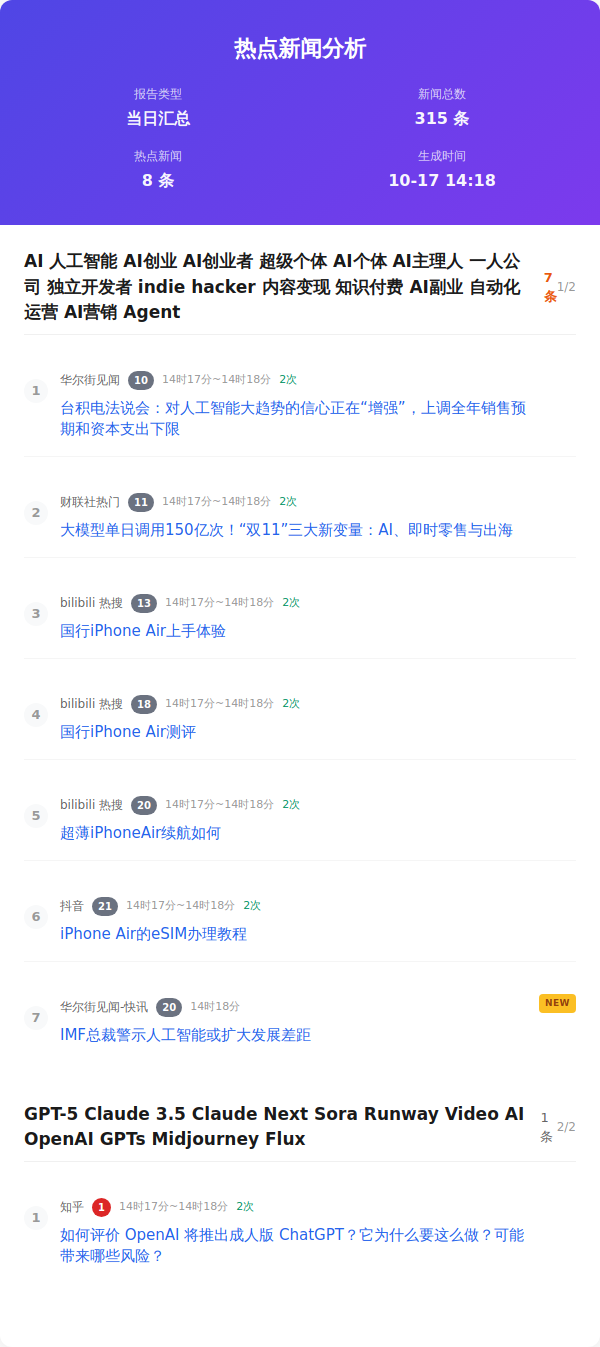 热点新闻分析
报告类型
当日汇总
新闻总数
315 条
热点新闻
8 条
生成时间
10-17 14:18
AI 人工智能 AI创业 AI创业者 超级个体 AI个体 AI主理人 一人公
司 独立开发者 indie hacker 内容变现 知识付费 AI副业 自动化
运营 AI营销 Agent
7
条
1/2
1
华尔街见闻 10 14时17分~14时18分 2次
台积电法说会：对人工智能大趋势的信心正在“增强”，上调全年销售预
期和资本支出下限
2
财联社热门 11 14时17分~14时18分 2次
大模型单日调用150亿次！“双11”三大新变量：AI、即时零售与出海
3
bilibili 热搜 13 14时17分~14时18分 2次
国行iPhone Air上手体验
4
bilibili 热搜 18 14时17分~14时18分 2次
国行iPhone Air测评
5
bilibili 热搜 20 14时17分~14时18分 2次
超薄iPhoneAir续航如何
6
抖音 21 14时17分~14时18分 2次
iPhone Air的eSIM办理教程
7
华尔街见闻-快讯 20 14时18分
NEW
IMF总裁警示人工智能或扩大发展差距
GPT-5 Claude 3.5 Claude Next Sora Runway Video AI
OpenAI GPTs Midjourney Flux
1
条
2/2
1
知乎 1 14时17分~14时18分 2次
如何评价 OpenAI 将推出成人版 ChatGPT？它为什么要这么做？可能
带来哪些风险？